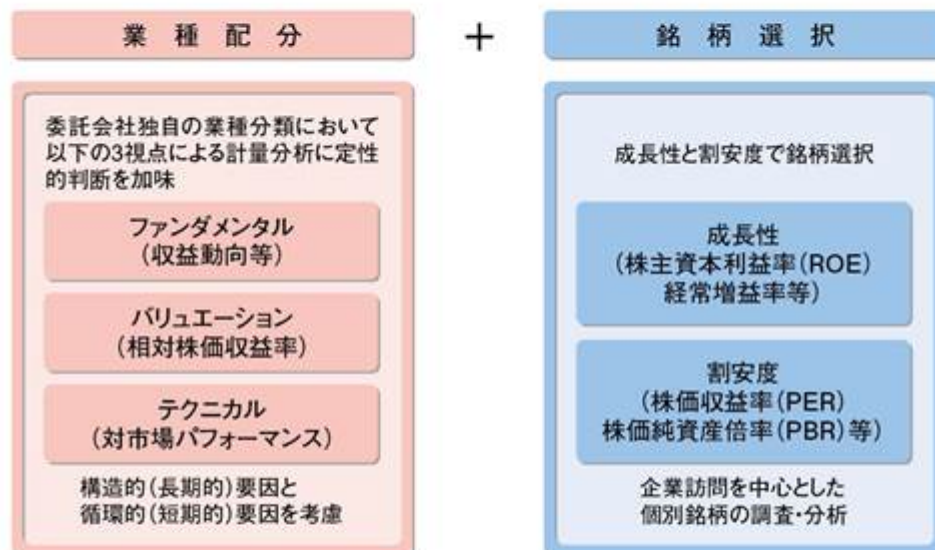 業種配分
+
銘柄選択
委託会社独自の業種分類において
以下の3視点による計量分析に定性
的判断を加味
ファンダメンタル
(収益動向等)
バリュエーション
(相対株価収益率)
テクニカル
(対市場パフォーマンス)
構造的(長期的)要因と
循環的(短期的)要因を考慮
成長性と割安度で銘柄選択
成長性
(株主資本利益率(ROE)
経常増益率等)
割安度
(株価収益率(PER)
株価純資産倍率(PBR)等)
企業訪問を中心とした
個別銘柄の調査・分析